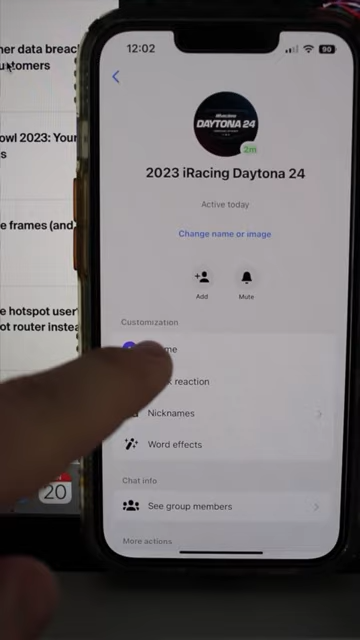 her data breac
ustomers
owl 2023: Your
s
e frames (and
e hotspot user
ot router instea
20
12:02
90
iRacing
DAYTONA 24
2m
2023 iRacing Daytona 24
Active today
Change name or image
Add
Mute
Customization
me
k reaction
Nicknames
Word effects
Chat info
See group members
More actions